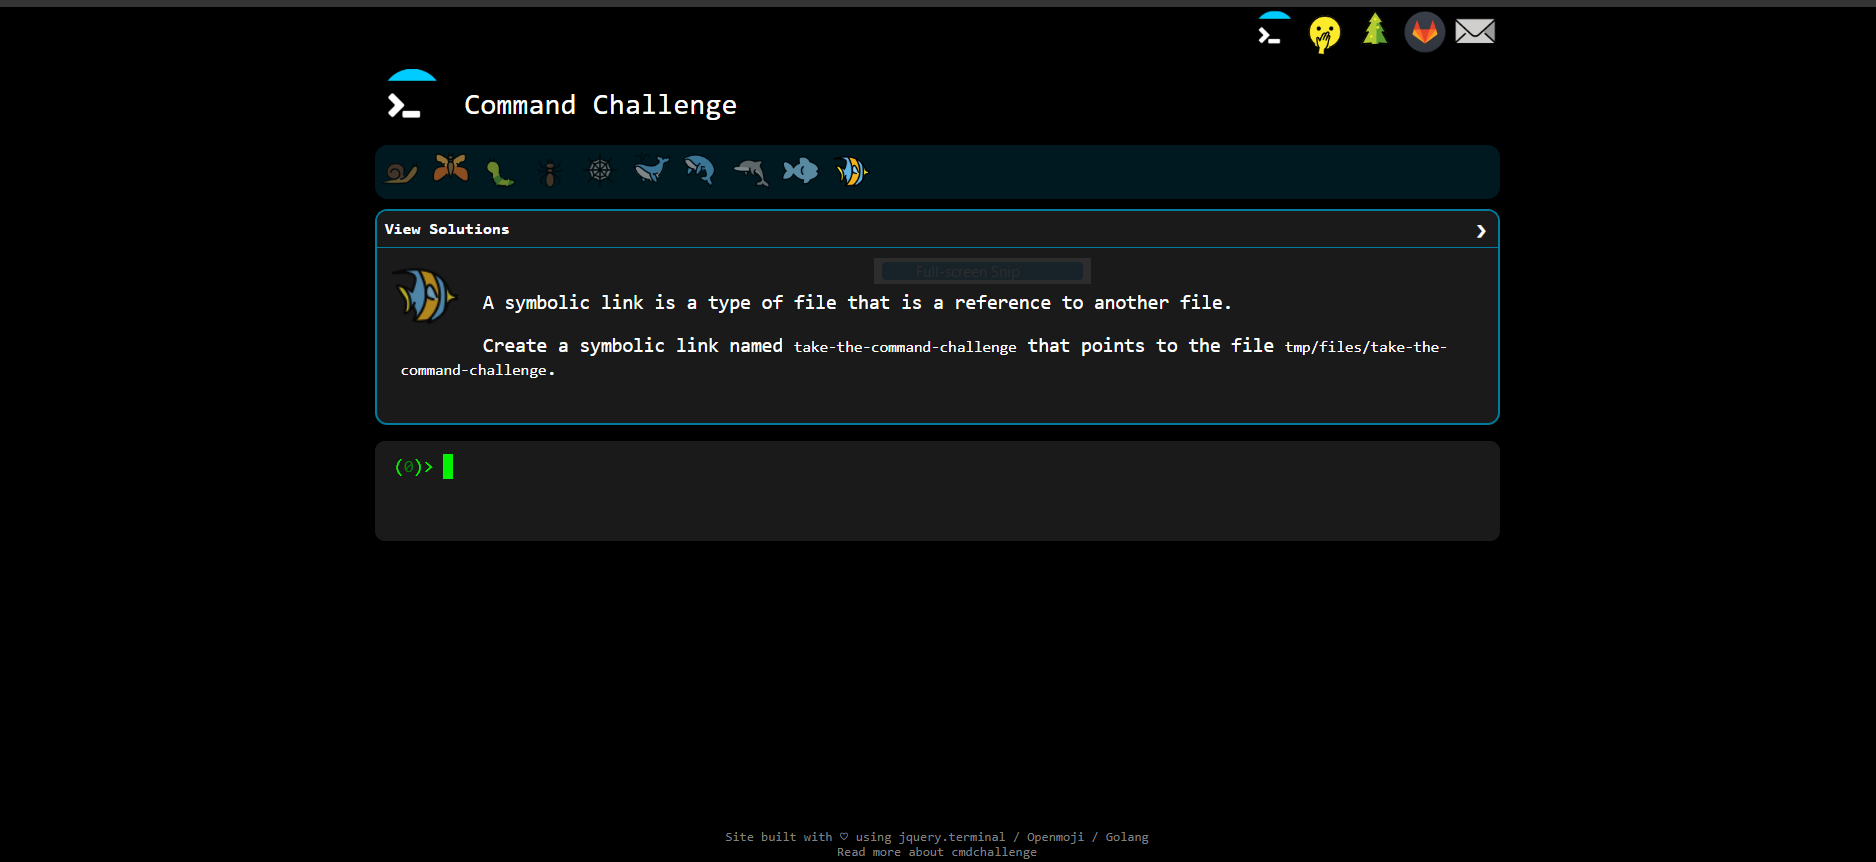 Command Challenge
View Solutions
Full-screen Snip
A symbolic link is a type of file that is a reference to another file.
Create a symbolic link named take-the-command-challenge that points to the file tmp/files/take-the-
command-challenge.
(0)>
Site built with ♡ using jquery.terminal / Openmoji / Golang
Read more about cmdchallenge